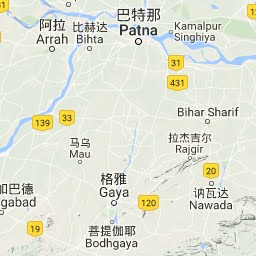 巴特那
Patna
阿拉
Arrah
比赫达
Bihta
Kamalpur
Singhiya
31
431
33
139
Bihar Sharif
马乌
Mau
拉杰吉尔
Rajgir
20
格雅
Gaya
讷瓦达
Nawada
120
加巴德
gabad
19
菩提伽耶
Bodhgaya